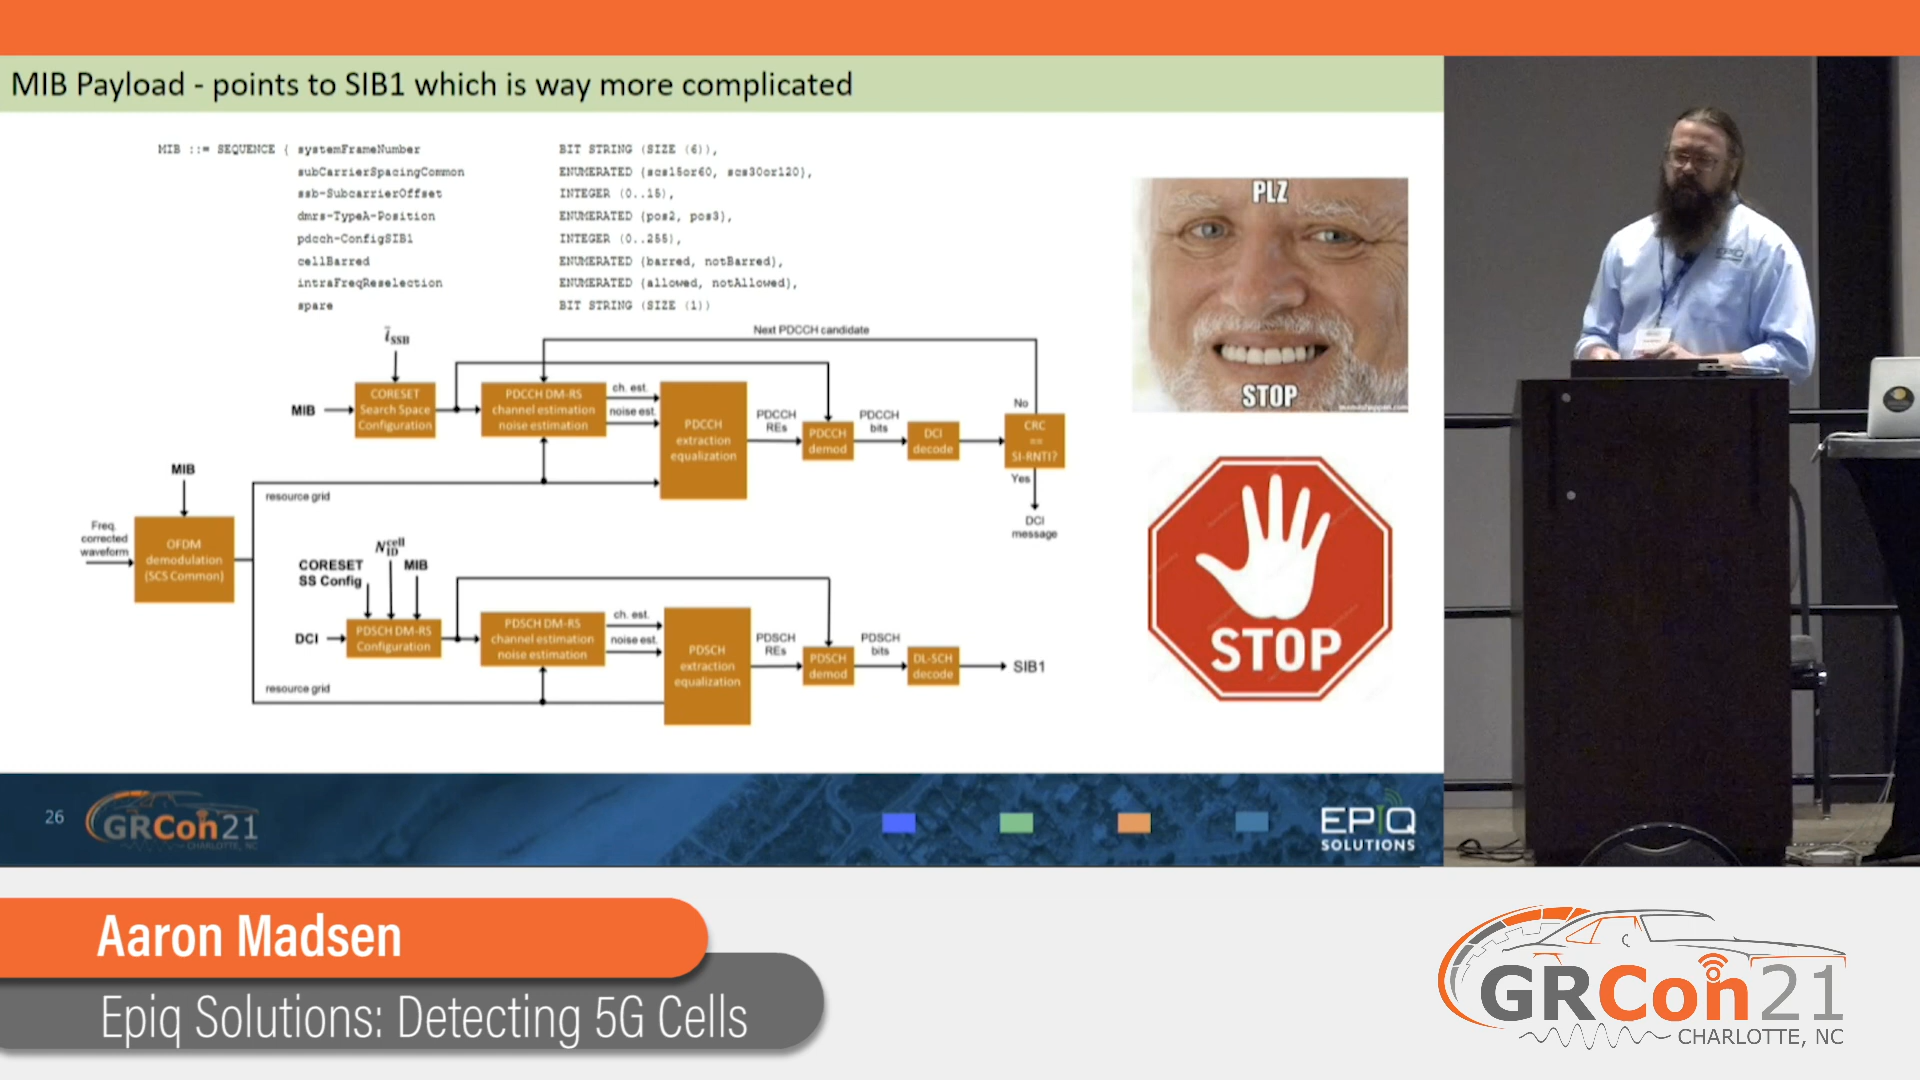 MIB Payload - points to SIB1 which is way more complicated
MIB ::= SEQUENCE { systemFrameNumber BIT STRING (SIZE (6)),
subCarrierSpacingCommon ENUMERATED (scs15or60, scs30or120),
ssb-SubcarrierOffset INTEGER (0..15),
dmrs-TypeA-Position ENUMERATED (pos2, pos3),
pdcch-ConfigSIB1 INTEGER (0..255),
cellBarred ENUMERATED (barred, notBarred),
intraFreqReselection ENUMERATED (allowed, notAllowed),
spare BIT STRING (SIZE (1))
PLZ
STOP
Next PDCCH candidate
i̅SSB
MIB
CORESET
Search Space
Configuration
PDCCH DM-RS
channel estimation
noise estimation
ch. est.
noise est.
PDCCH
extraction
equalization
PDCCH
REs
PDCCH
demod
PDCCH
bits
DCI
decode
No
CRC
==
SI-RNTI?
Yes
DCI
message
MIB
resource grid
Freq.
corrected
waveform
OFDM
demodulation
(SCS Common)
CORESET
SS Config
NcellID
MIB
DCI
PDSCH DM-RS
Configuration
PDSCH DM-RS
channel estimation
noise estimation
ch. est.
noise est.
PDSCH
extraction
equalization
PDSCH
REs
PDSCH
demod
PDSCH
bits
DL-SCH
decode
SIB1
resource grid
STOP
26
GRCon21
CHARLOTTE, NC
EPIQ
SOLUTIONS
EPIQ
Aaron Madsen
Epiq Solutions: Detecting 5G Cells
GRCon21
CHARLOTTE, NC